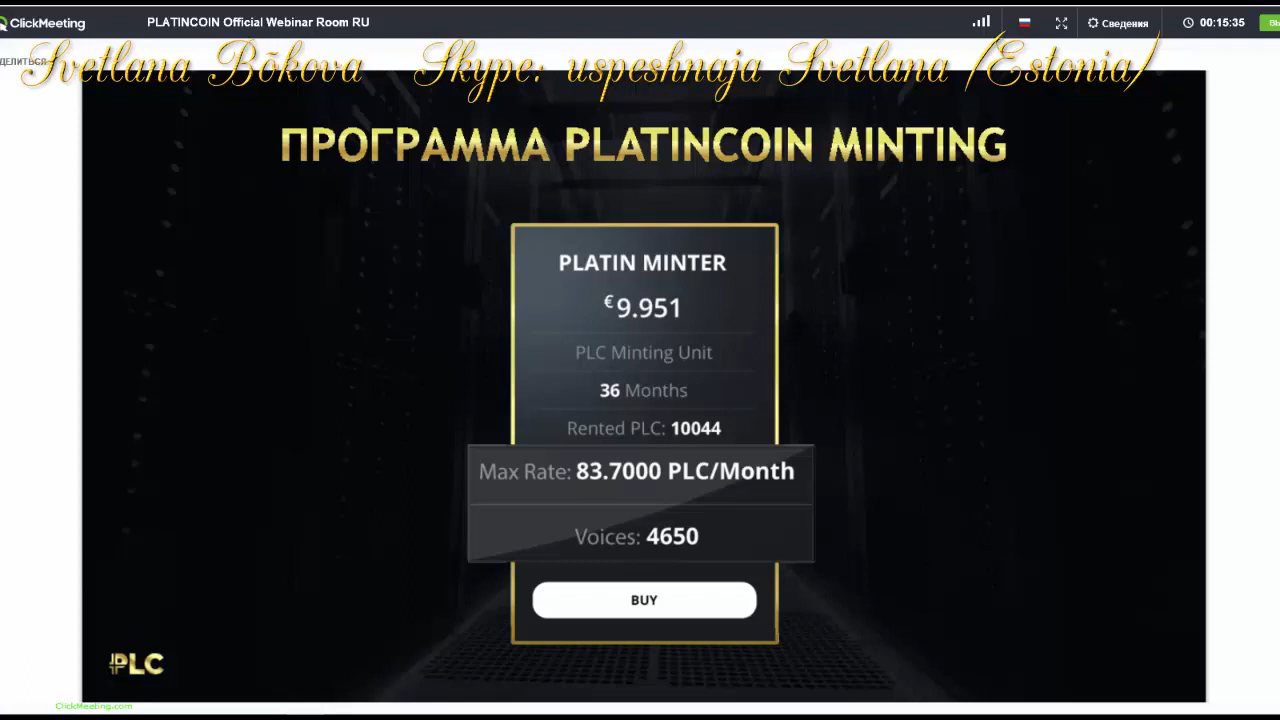 ClickMeeting
PLATINCOIN Official Webinar Room RU
Сведения
00:15:35
ДЕЛИТЬСЯ
Svetlana Bõkova Skype: uspeshnaja Svetlana (Estonia)
ПРОГРАММА PLATINCOIN MINTING
PLATIN MINTER
€9.951
PLC Minting Unit
36 Months
Rented PLC: 10044
Max Rate: 83.7000 PLC/Month
Voices: 4650
BUY
PLC
ClickMeeting.com